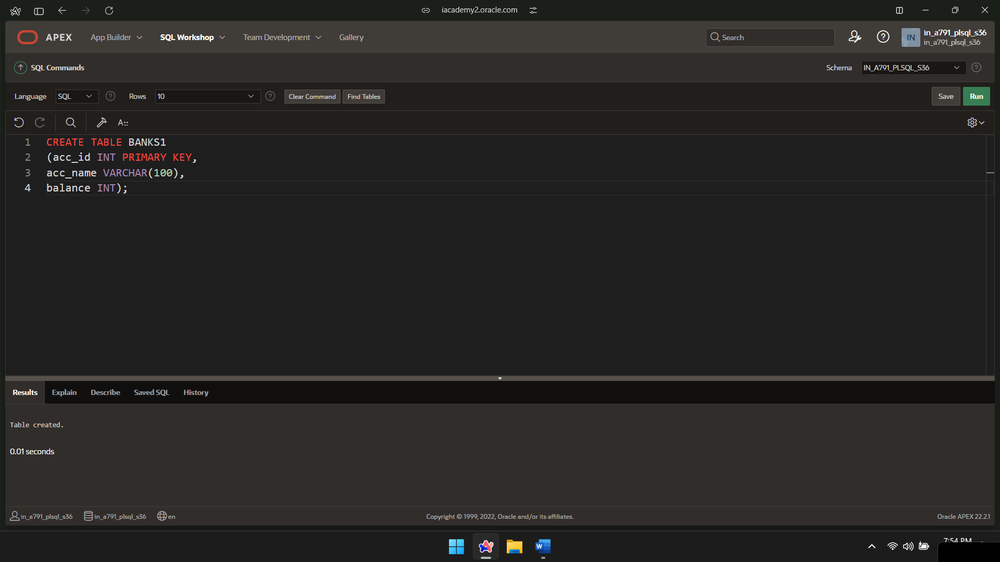 iacademy2.oracle.com
APEX App Builder SQL Workshop Team Development Gallery Search IN in_a791_plsql_s36
in_a791_plsql_s36
SQL Commands Schema IN_A791_PLSQL_S36
Language SQL Rows 10 Clear Command Find Tables Save Run
1 CREATE TABLE BANKS1
2 (acc_id INT PRIMARY KEY,
3 acc_name VARCHAR(100),
4 balance INT);
Results Explain Describe Saved SQL History
Table created.
0.01 seconds
in_a791_plsql_s36 in_a791_plsql_s36 en Copyright © 1999, 2022, Oracle and/or its affiliates. Oracle APEX 22.2.1
7:54 PM